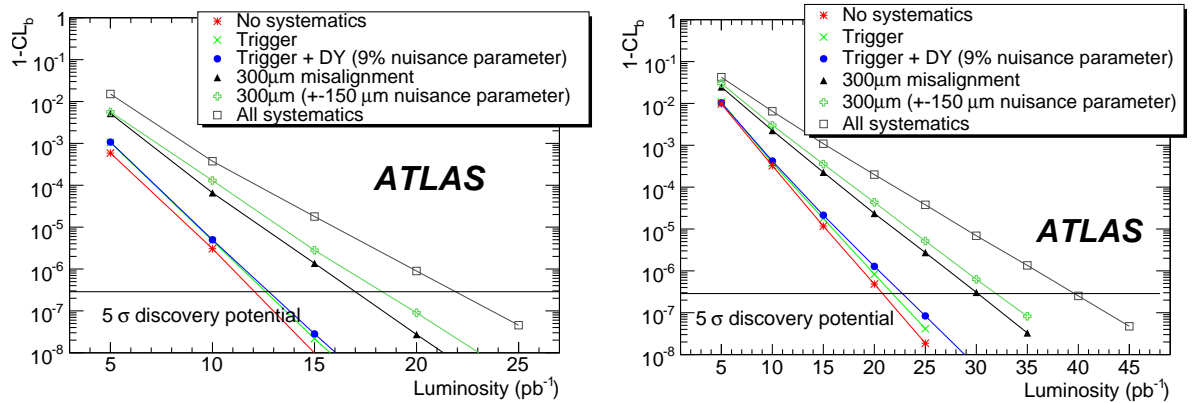 1-CL_b
1
10^-1
10^-2
10^-3
10^-4
10^-5
10^-6
10^-7
10^-8
No systematics
Trigger
Trigger + DY (9% nuisance parameter)
300μm misalignment
300μm (+-150 μm nuisance parameter)
All systematics
ATLAS
5 σ discovery potential
5 10 15 20 25
Luminosity (pb^-1)
1-CL_b
1
10^-1
10^-2
10^-3
10^-4
10^-5
10^-6
10^-7
10^-8
No systematics
Trigger
Trigger + DY (9% nuisance parameter)
300μm misalignment
300μm (+-150 μm nuisance parameter)
All systematics
ATLAS
5 σ discovery potential
5 10 15 20 25 30 35 40 45
Luminosity (pb^-1)